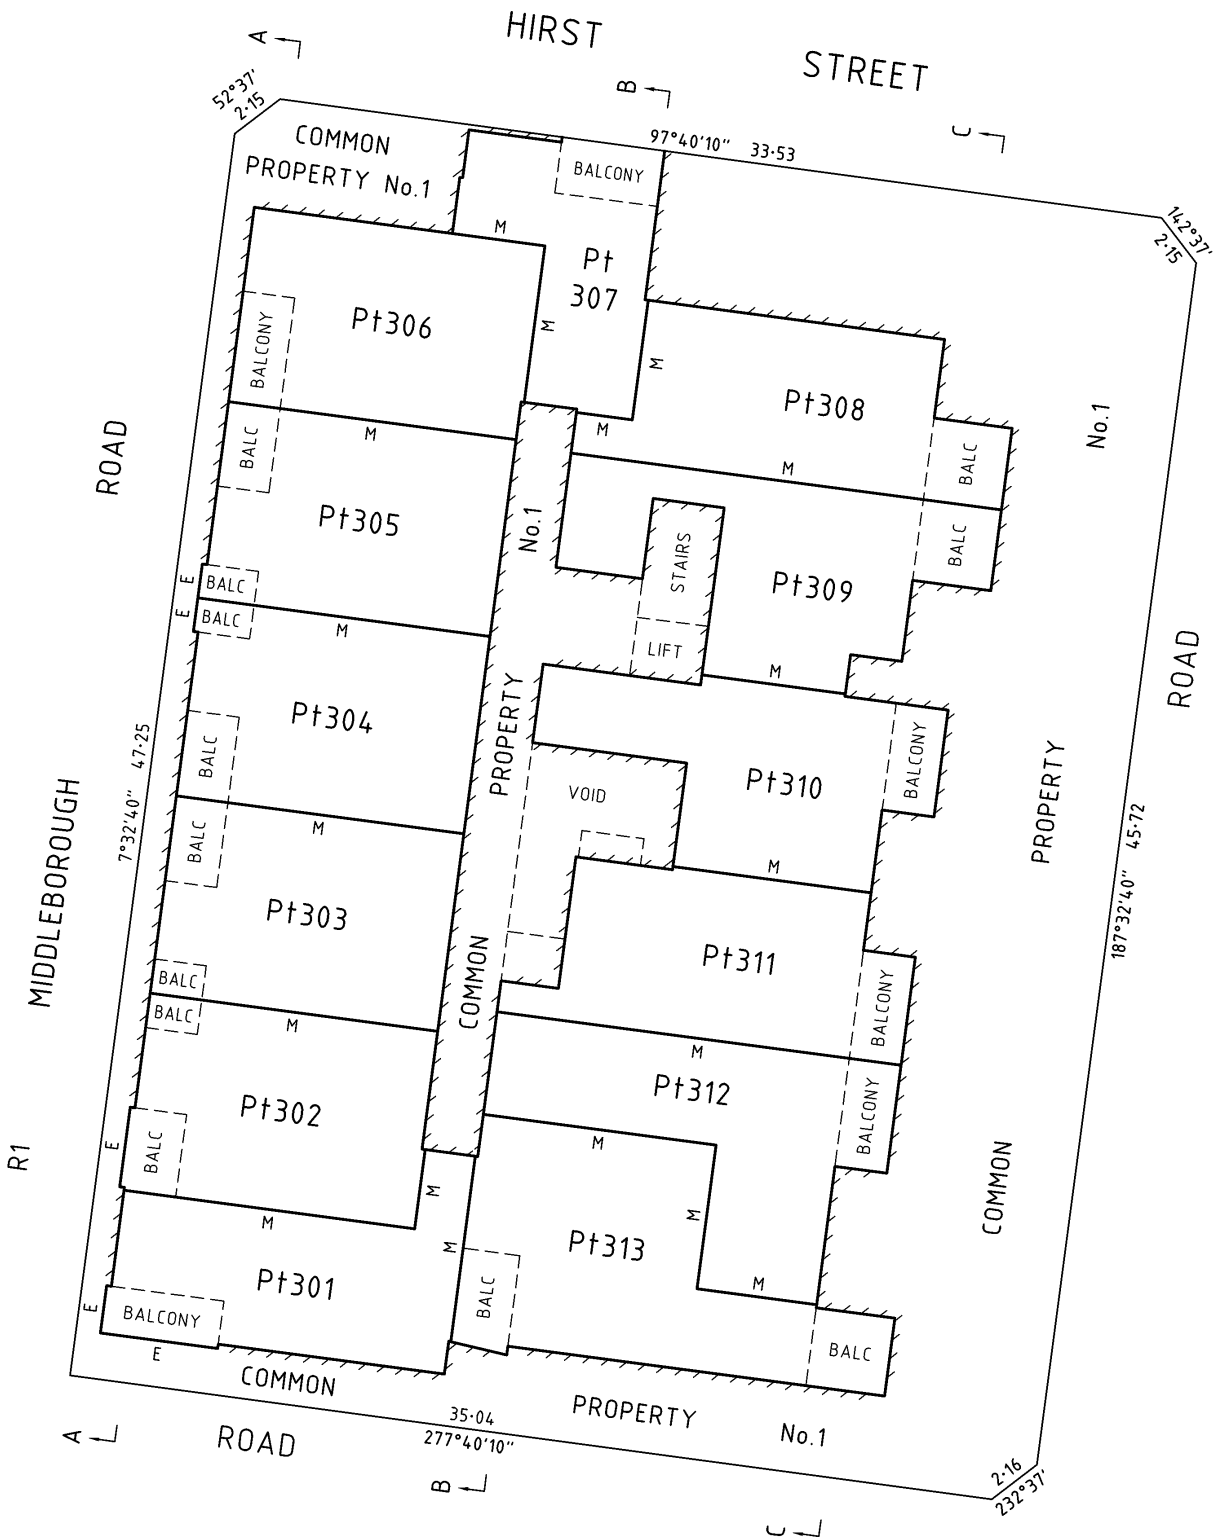 HIRST
STREET
A
B
C
52°37'
2·15
97°40'10" 33·53
142°37'
2·15
COMMON
PROPERTY No.1
BALCONY
M
Pt
307
Pt306
BALCONY
M
M
Pt308
No.1
ROAD
BALC
M
M
M
BALC
Pt305
No.1
STAIRS
BALC
E
BALC
Pt309
E
BALC
M
LIFT
M
ROAD
Pt304
PROPERTY
BALCONY
BALC
Pt310
VOID
7°32'40" 47·25
M
PROPERTY
187°32'40" 45·72
BALC
M
MIDDLEBOROUGH
Pt303
Pt311
BALC
COMMON
BALCONY
BALC
M
M
Pt312
BALCONY
Pt302
M
E
BALC
R1
COMMON
M
M
M
M
Pt313
Pt301
BALC
M
E
BALCONY
E
BALC
COMMON
PROPERTY
No.1
35·04
277°40'10"
ROAD
A
B
C
2·16
232°37'